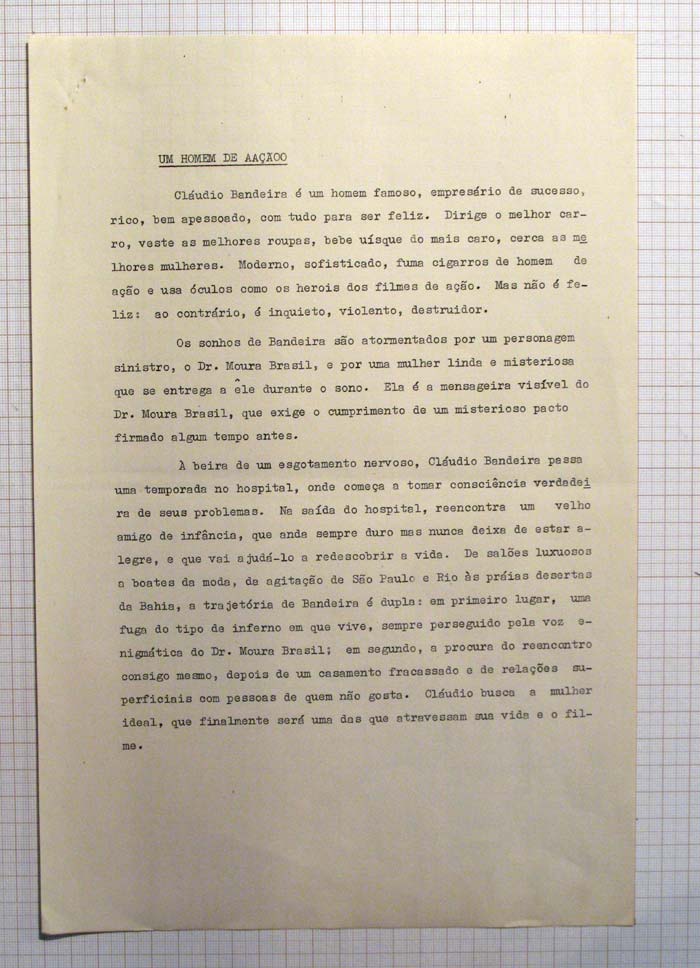 UM HOMEM DE AAÇÃOO
Cláudio Bandeira é um homem famoso, empresário de sucesso,
rico, bem apessoado, com tudo para ser feliz. Dirige o melhor car-
ro, veste as melhores roupas, bebe uísque do mais caro, cerca as me
lhores mulheres. Moderno, sofisticado, fuma cigarros de homem de
ação e usa óculos como os herois dos filmes de ação. Mas não é fe-
liz: ao contrário, é inquieto, violento, destruidor.
Os sonhos de Bandeira são atormentados por um personagem
sinistro, o Dr. Moura Brasil, e por uma mulher linda e misteriosa
que se entrega a êle durante o sono. Ela é a mensageira visível do
Dr. Moura Brasil, que exige o cumprimento de um misterioso pacto
firmado algum tempo antes.
À beira de um esgotamento nervoso, Cláudio Bandeira passa
uma temporada no hospital, onde começa a tomar consciência verdadei
ra de seus problemas. Na saída do hospital, reencontra um velho
amigo de infância, que anda sempre duro mas nunca deixa de estar a-
legre, e que vai ajudá-lo a redescobrir a vida. De salões luxuosos
a boates da moda, da agitação de São Paulo e Rio às práias desertas
da Bahia, a trajetória de Bandeira é dupla: em primeiro lugar, uma
fuga do tipo de inferno em que vive, sempre perseguido pela voz e-
nigmática do Dr. Moura Brasil; em segundo, a procura do reencontro
consigo mesmo, depois de um casamento fracassado e de relações su-
perficiais com pessoas de quem não gosta. Cláudio busca a mulher
ideal, que finalmente será uma das que atravessam sua vida e o fil-
me.